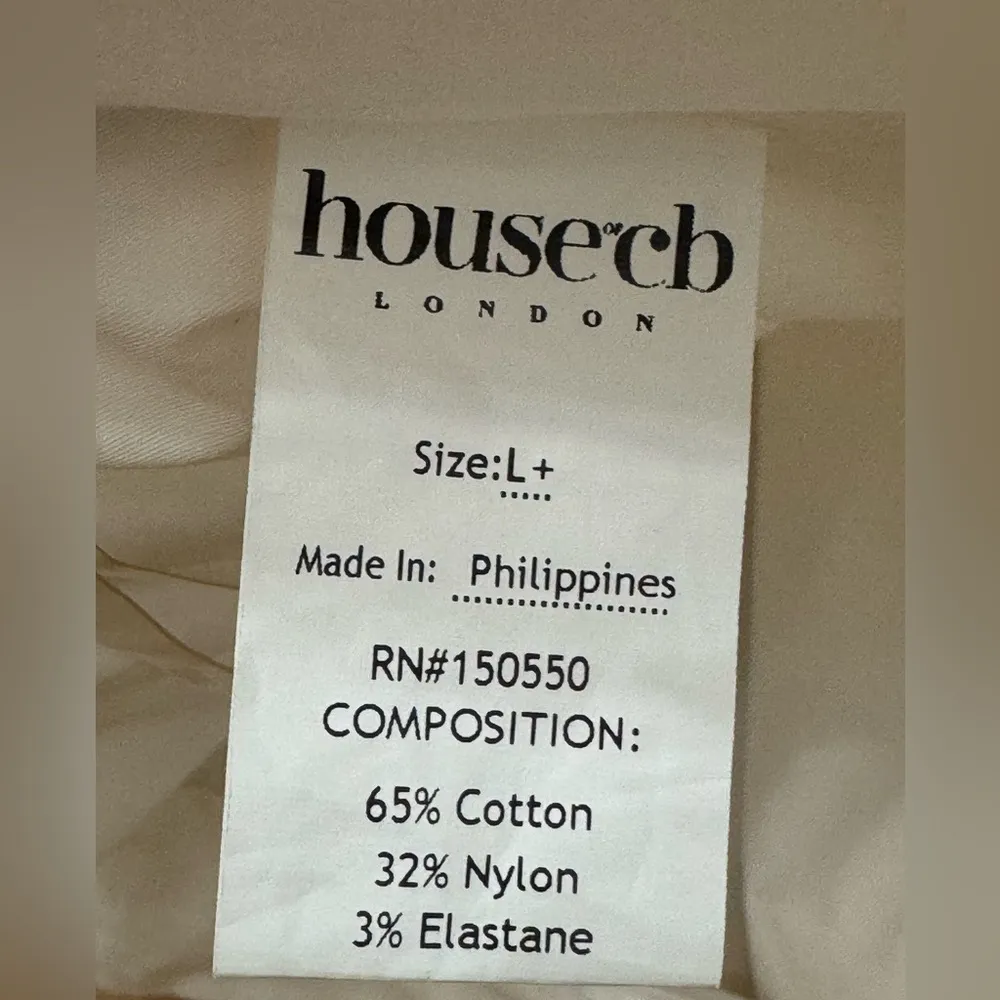 house of cb
LONDON
Size:L+
Made In: Philippines
RN#150550
COMPOSITION:
65% Cotton
32% Nylon
3% Elastane